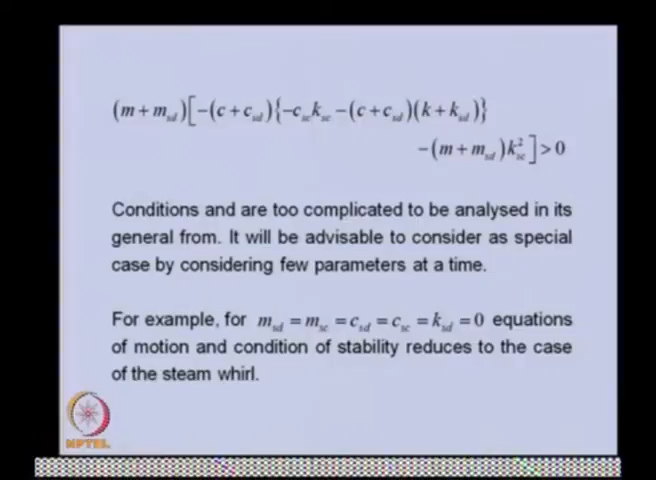 (m + m_sd)[-(c + c_sd){-c_sc k_sc - (c + c_sd)(k + k_sd)}
-(m + m_sd)k_sc^2] > 0
Conditions and are too complicated to be analysed in its
general from. It will be advisable to consider as special
case by considering few parameters at a time.
For example, for m_sd = m_sc = c_sd = c_sc = k_sd = 0 equations
of motion and condition of stability reduces to the case
of the steam whirl.
NPTEL